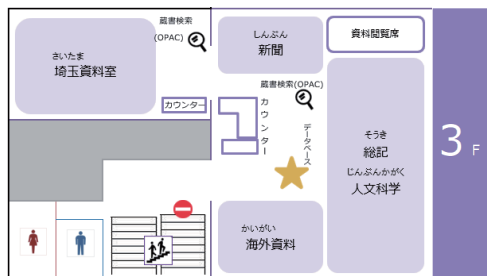 蔵書検索
(OPAC)
さいたま
埼玉資料室
カウンター
しんぶん
新聞
資料閲覧席
蔵書検索(OPAC)
カウンター
データベース
そうき
総記
じんぶんかがく
人文科学
かいがい
海外資料
3F